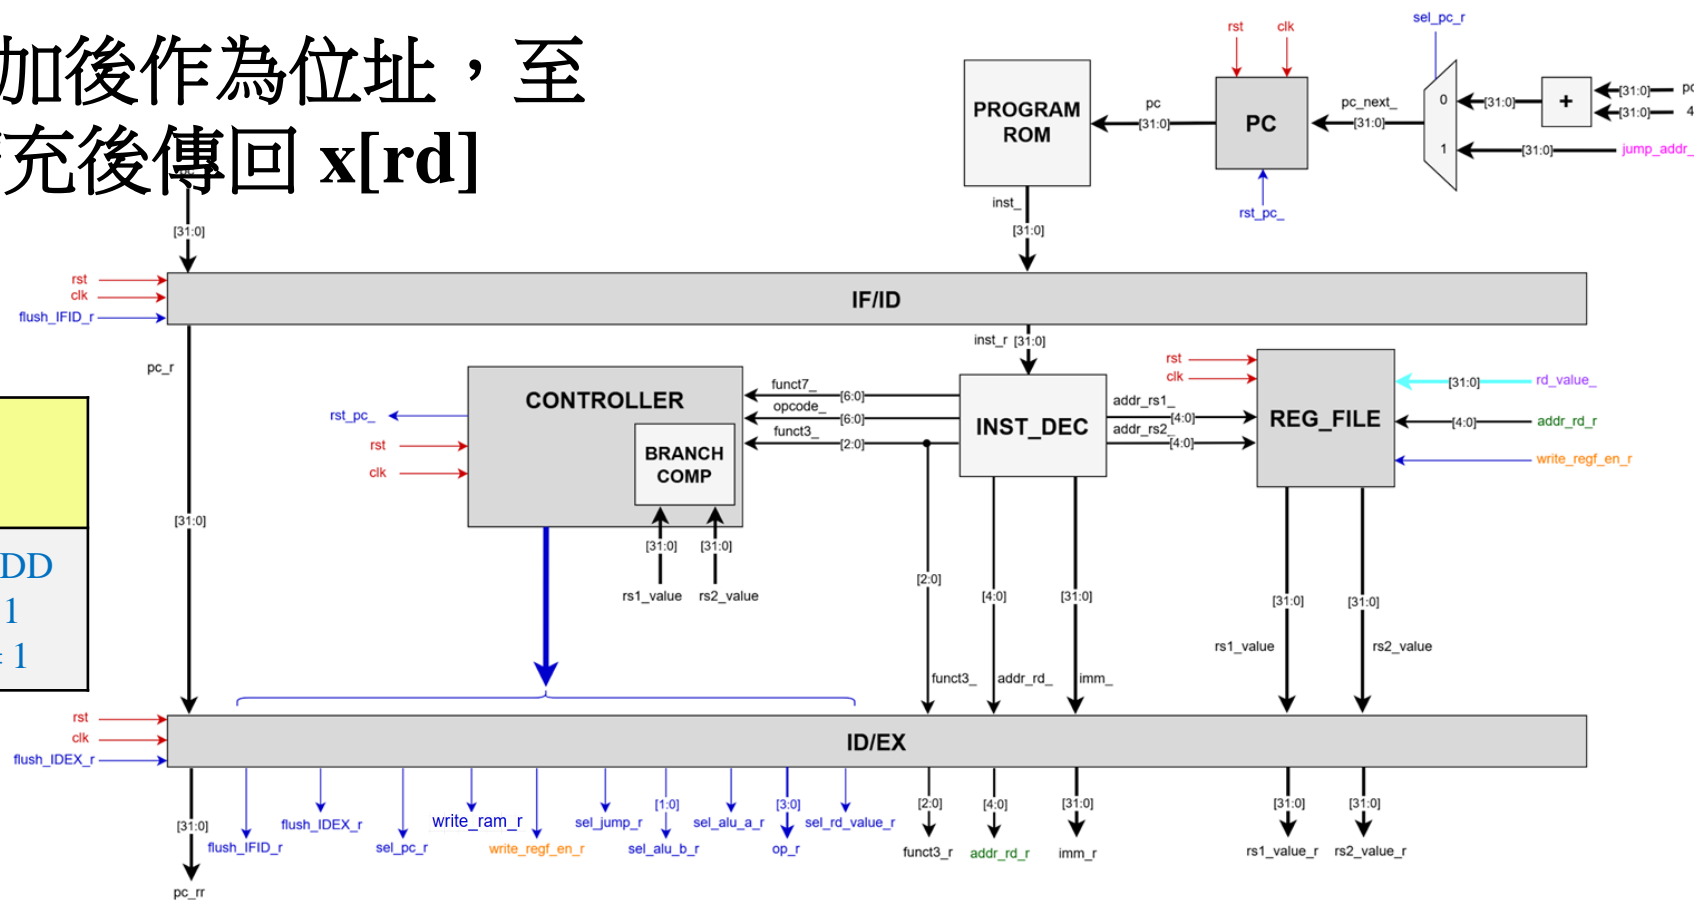 加後作為位址，至
充後傳回 x[rd]
rst
clk
sel_pc_r
PROGRAM
ROM
pc
[31:0]
PC
pc_next_
[31:0]
0
1
[31:0]
+
[31:0]
[31:0]
4
[31:0]
jump_addr_
rst_pc_
inst_
[31:0]
[31:0]
rst
clk
flush_IFID_r
IF/ID
pc_r
inst_r [31:0]
CONTROLLER
BRANCH
COMP
rst_pc_
rst
clk
funct7_
[6:0]
opcode_
[6:0]
funct3_
[2:0]
INST_DEC
addr_rs1_
[4:0]
addr_rs2_
[4:0]
rst
clk
REG_FILE
[31:0]
rd_value_
[4:0]
addr_rd_r
write_regf_en_r
[31:0]
[31:0]
[31:0]
rs1_value
rs2_value
DD
1
= 1
[2:0]
[4:0]
[31:0]
[31:0]
[31:0]
rs1_value
rs2_value
funct3_
addr_rd_
imm_
rst
clk
flush_IDEX_r
ID/EX
[31:0]
pc_rr
flush_IFID_r
flush_IDEX_r
sel_pc_r
write_ram_r
write_regf_en_r
sel_jump_r
[1:0]
sel_alu_b_r
sel_alu_a_r
[3:0]
op_r
sel_rd_value_r
[2:0]
funct3_r
[4:0]
addr_rd_r
[31:0]
imm_r
[31:0]
rs1_value_r
[31:0]
rs2_value_r